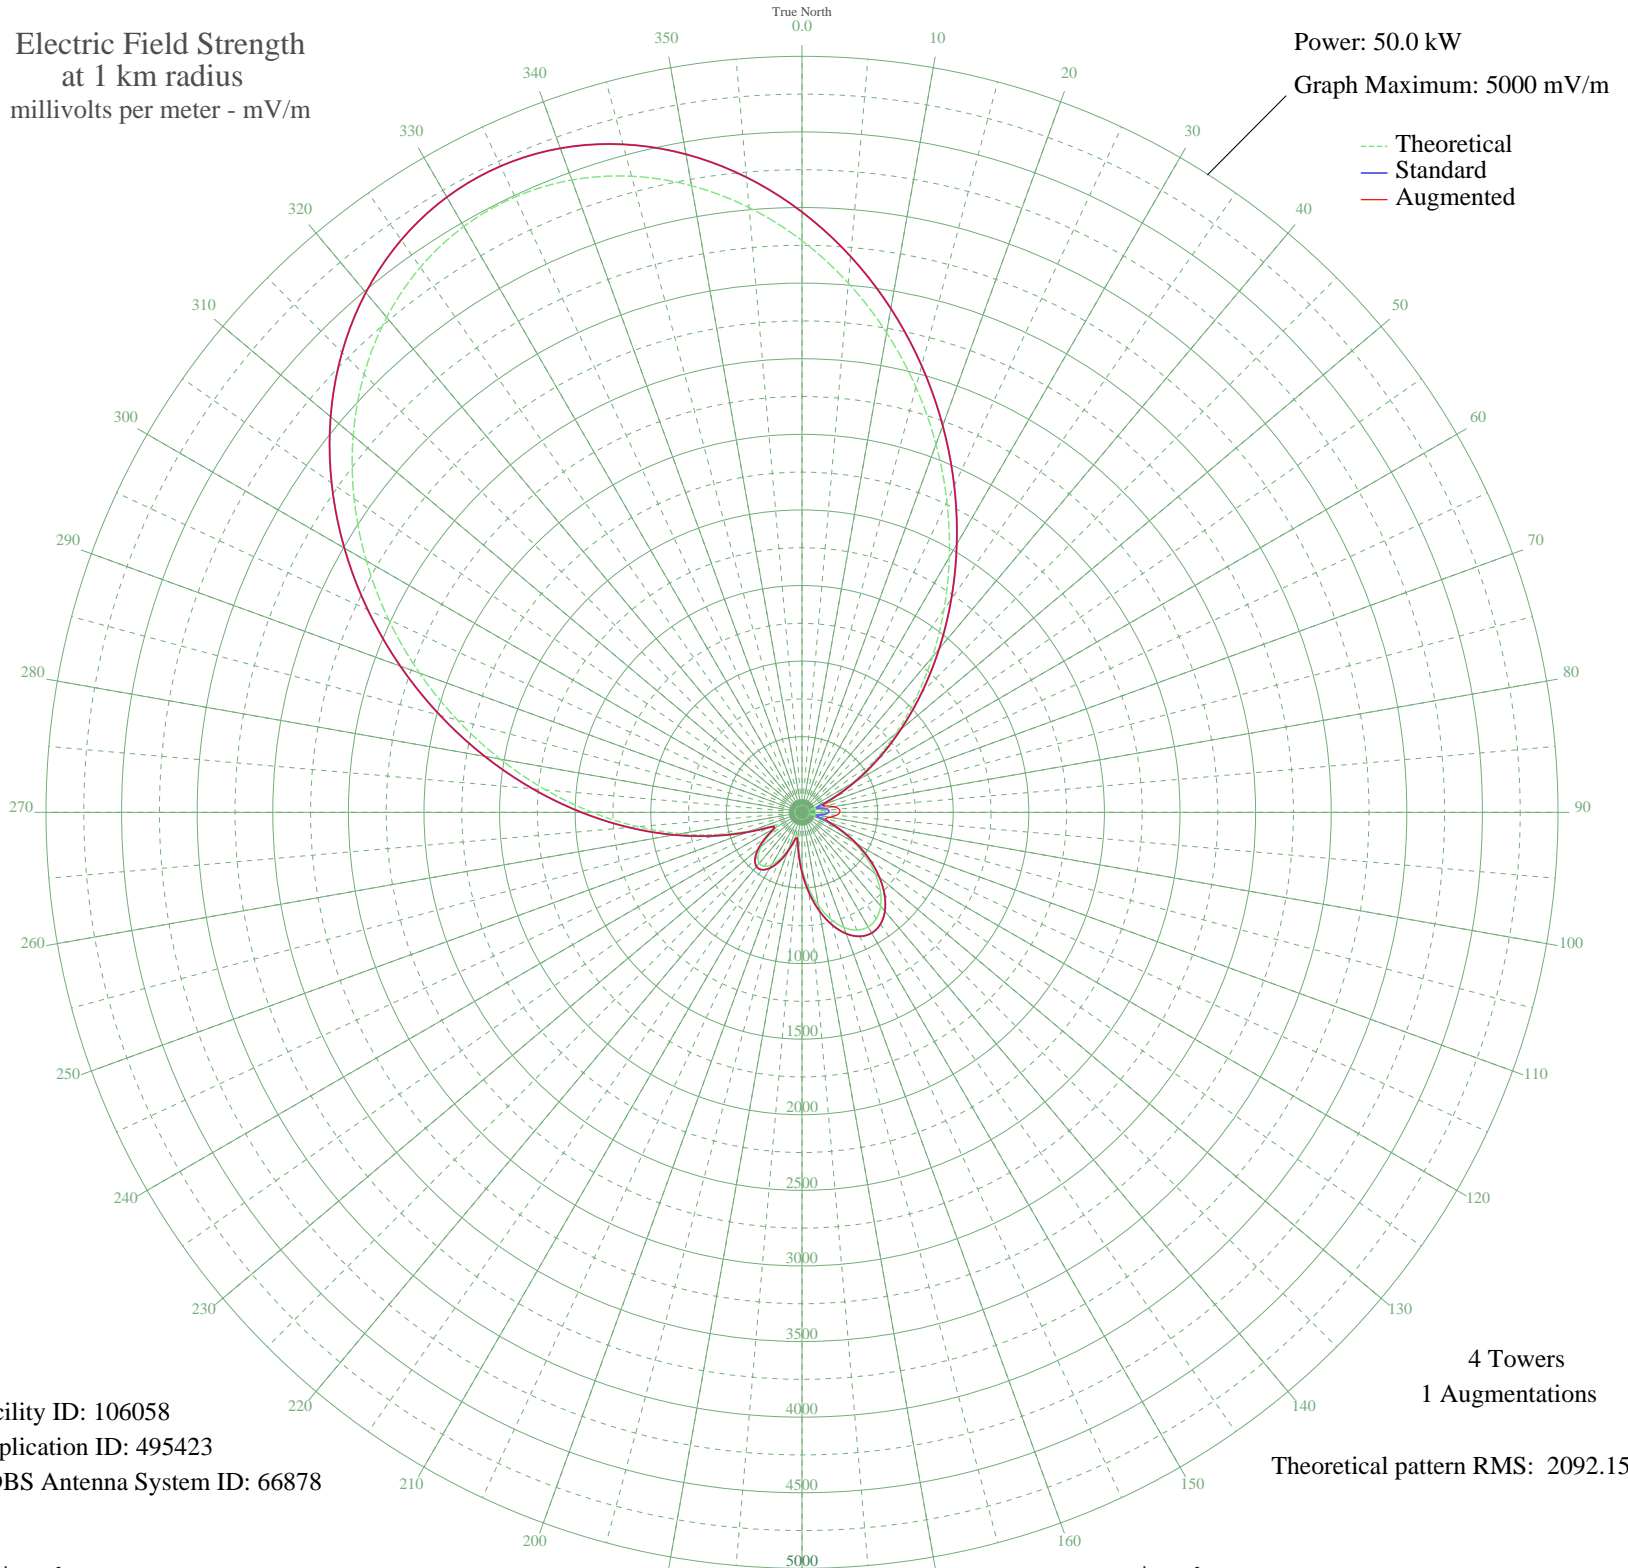 True North
0.0
Electric Field Strength
at 1 km radius
millivolts per meter - mV/m
Power: 50.0 kW
Graph Maximum: 5000 mV/m
Theoretical
Standard
Augmented
10
20
30
40
50
60
70
80
90
100
110
120
130
140
150
160
200
210
220
230
240
250
260
270
280
290
300
310
320
330
340
350
1000
1500
2000
2500
3000
3500
4000
4500
5000
4 Towers
1 Augmentations
Theoretical pattern RMS: 2092.15
cility ID: 106058
plication ID: 495423
DBS Antenna System ID: 66878